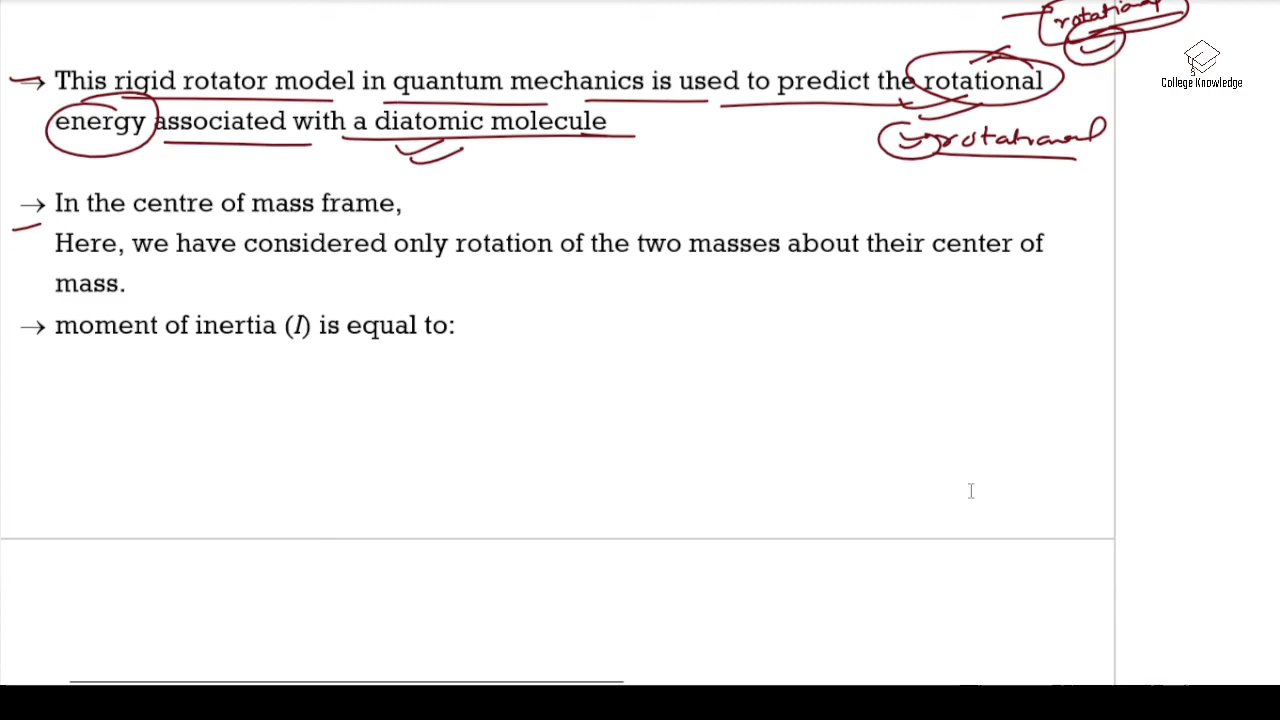 rotational
→ This rigid rotator model in quantum mechanics is used to predict the rotational
College Knowledge
energy associated with a diatomic molecule
rotational
→ In the centre of mass frame,
Here, we have considered only rotation of the two masses about their center of
mass.
→ moment of inertia (I) is equal to: